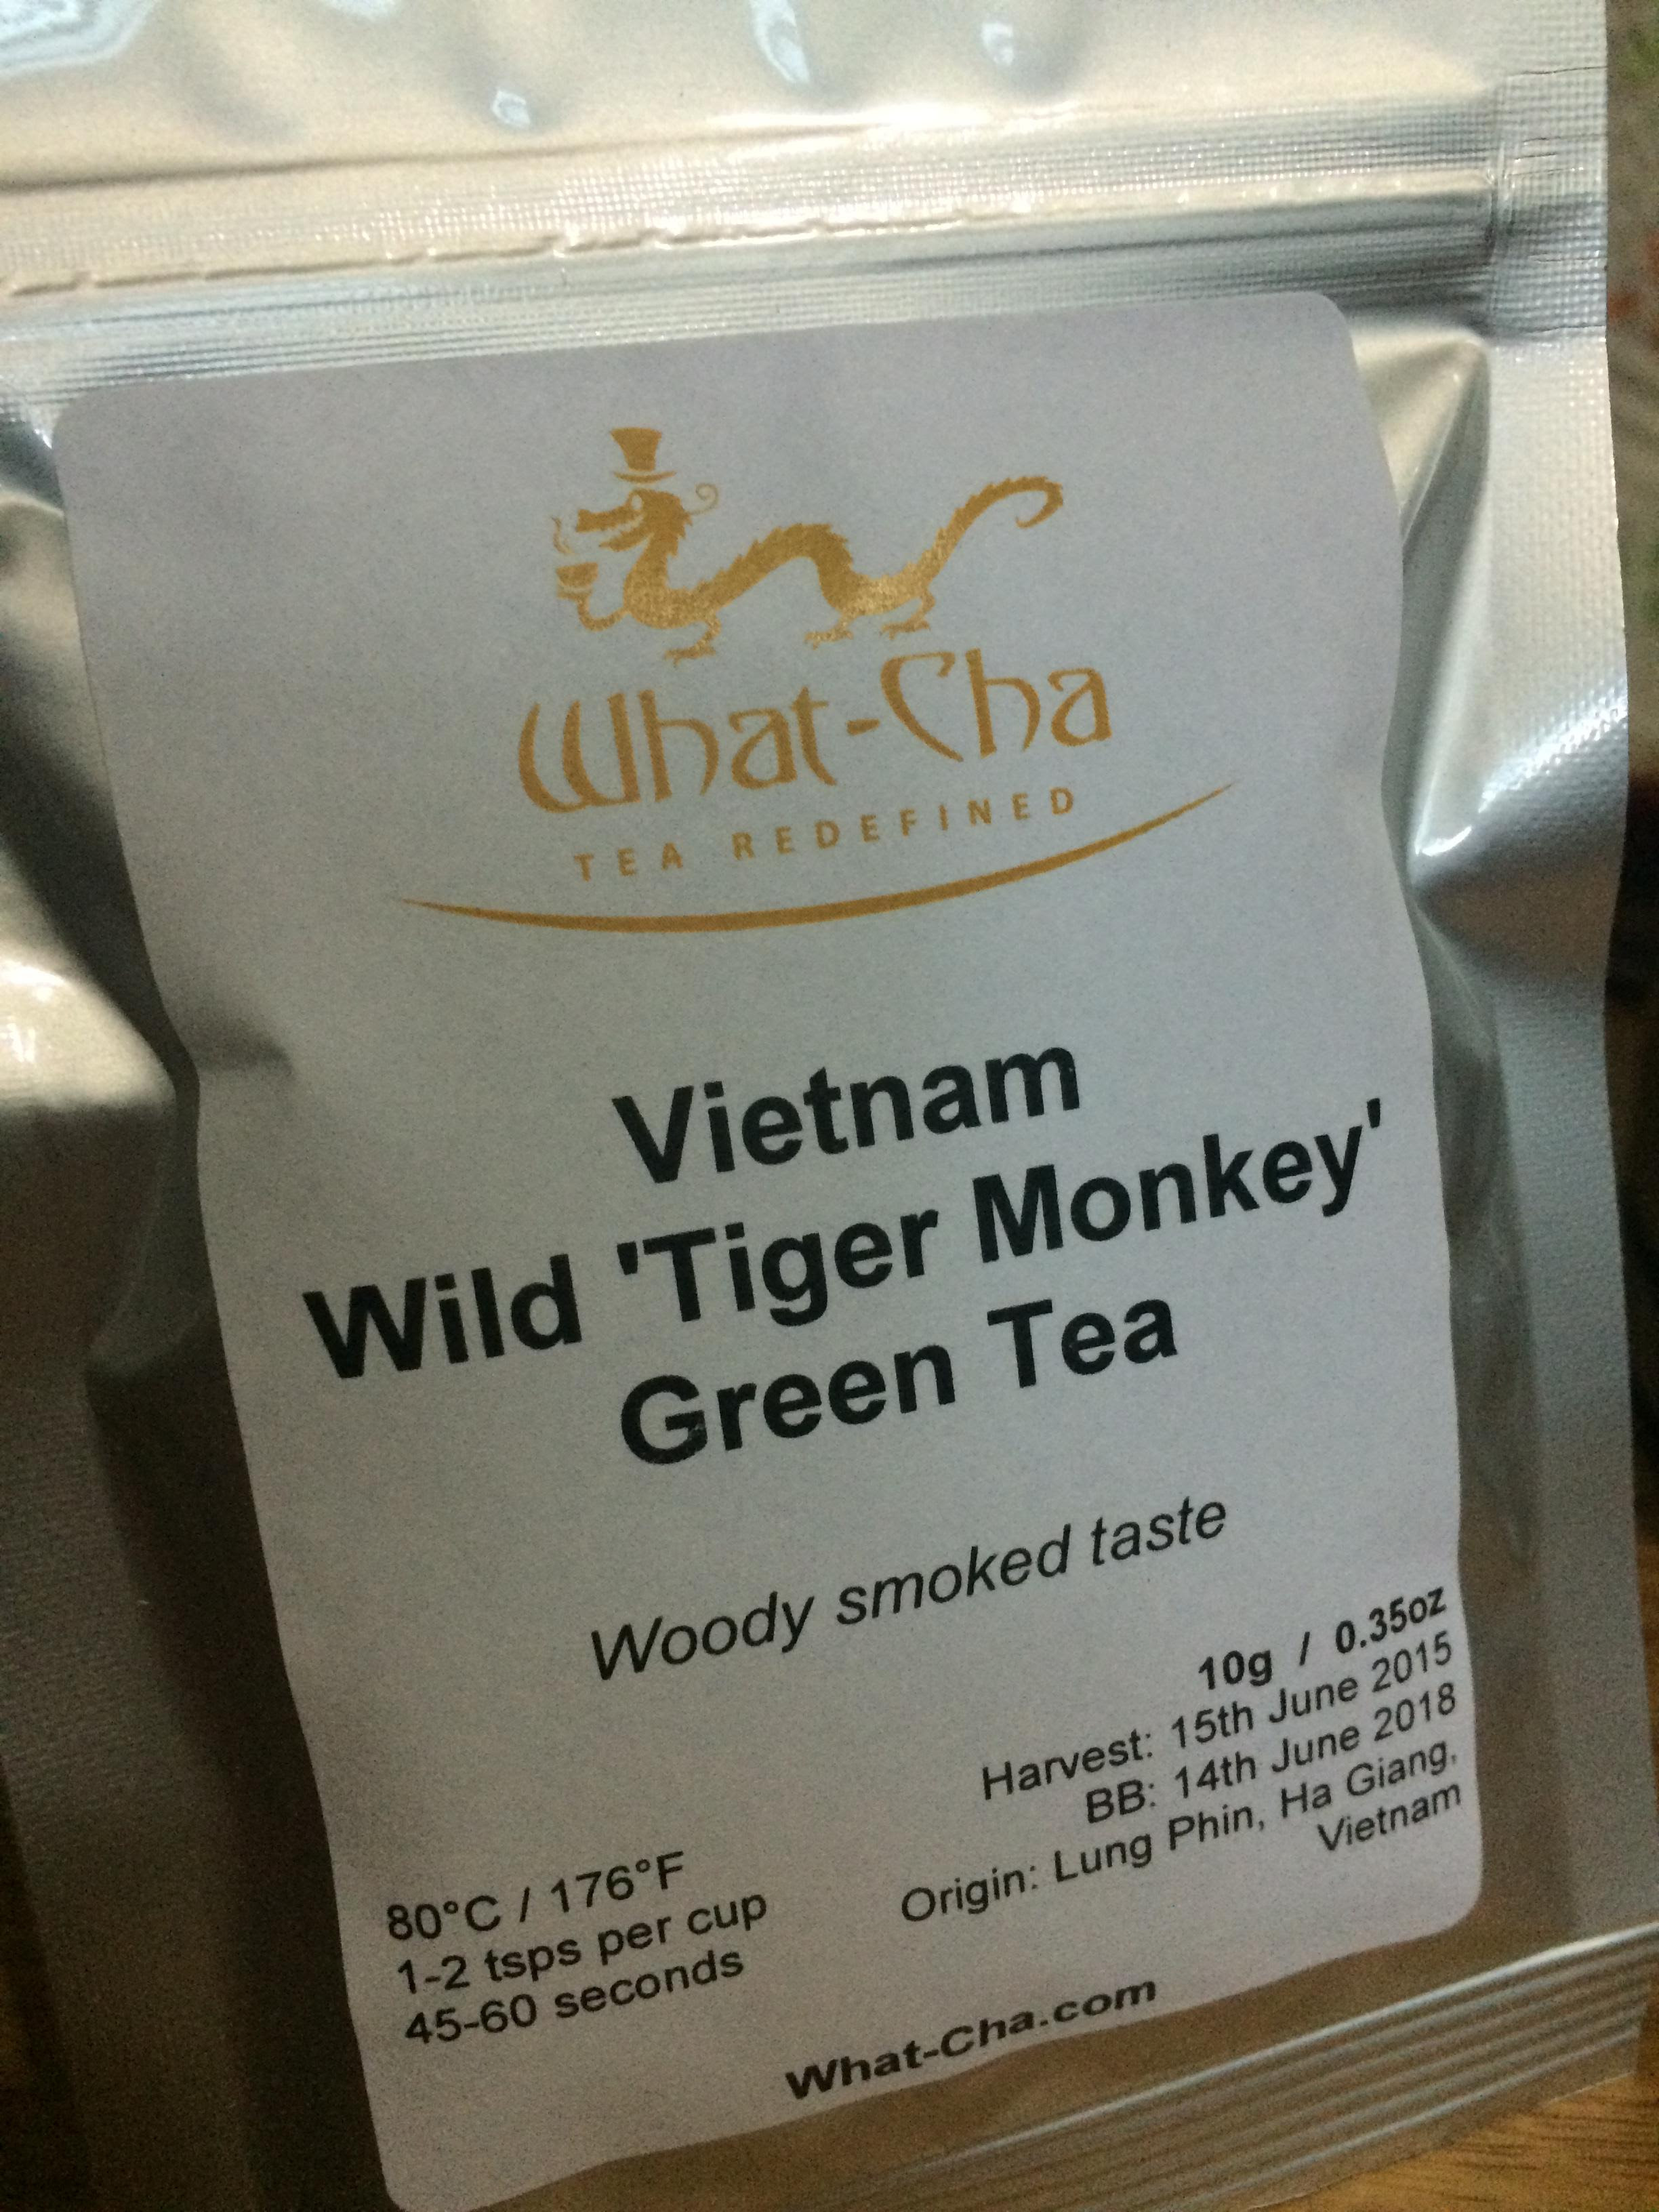 What-Cha
TEA REDEFINED
Vietnam
Wild 'Tiger Monkey'
Green Tea
Woody smoked taste
10g / 0.35oz
Harvest: 15th June 2015
BB: 14th June 2018
Origin: Lung Phin, Ha Giang,
Vietnam
80°C / 176°F
1-2 tsps per cup
45-60 seconds
What-Cha.com